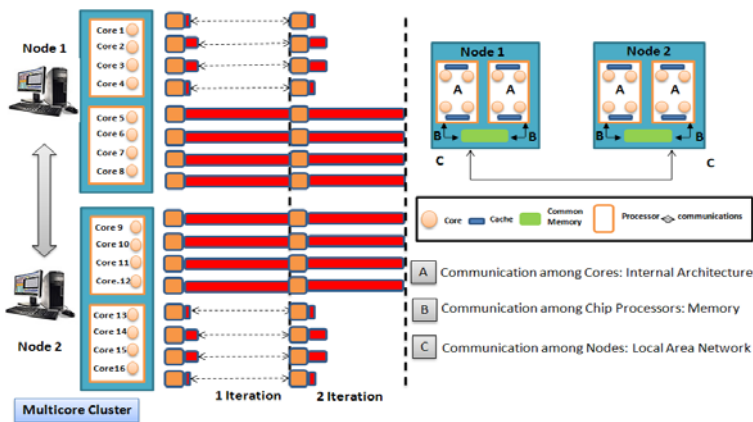 Node 1
Core 1
Core 2
Core 3
Core 4
Core 5
Core 6
Core 7
Core 8
Core 9
Core 10
Core 11
Core.12
Core 13
Core 14
Core 15
Core16
Node 2
Multicore Cluster
1 Iteration
2 Iteration
Node 1
Node 2
A
A
A
A
B
B
B
B
C
C
Core
Cache
Common
Memory
Processor
communications
A Communication among Cores: Internal Architecture
B Communication among Chip Processors: Memory
C Communication among Nodes: Local Area Network